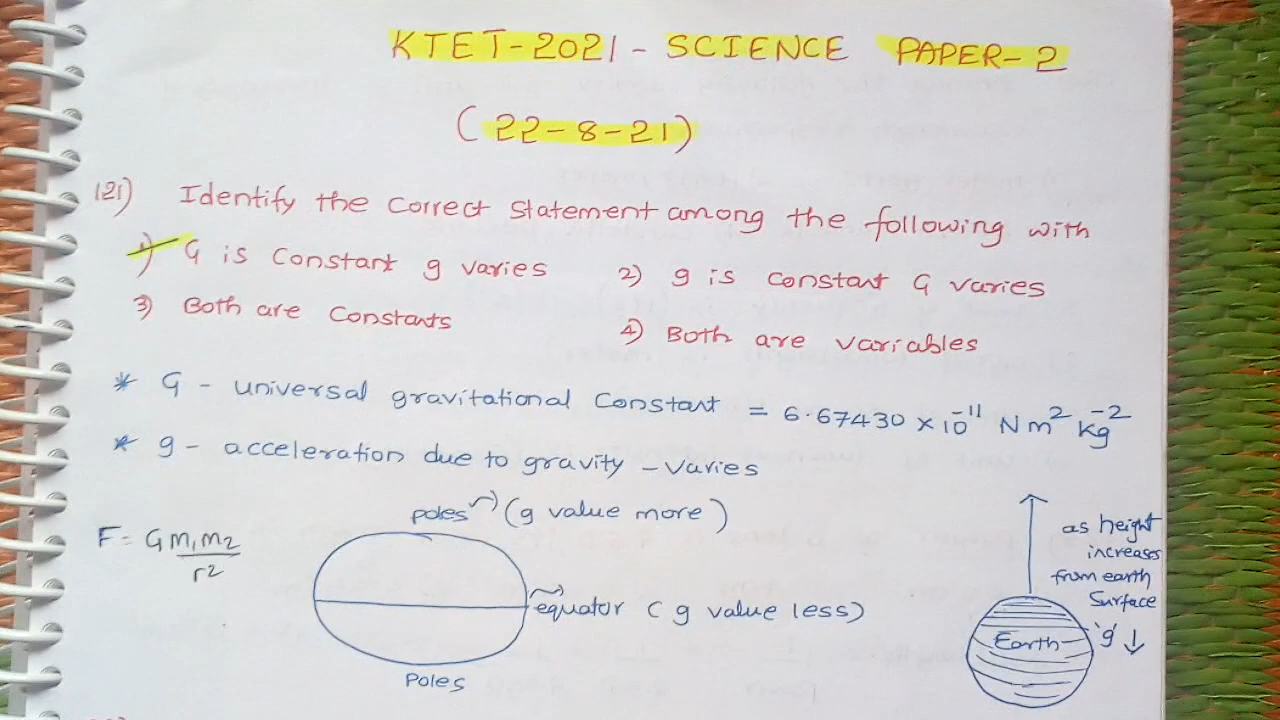 KTET-2021 - SCIENCE PAPER-2
(22-8-21)
121) Identify the correct statement among the following with
1) G is constant g varies 2) g is constant G varies
3) Both are constants 4) Both are variables
* G - universal gravitational constant = 6.67430 × 10⁻¹¹ N m² kg⁻²
* g - acceleration due to gravity - varies
poles (g value more)
F = G m₁m₂ / r²
equator (g value less)
Poles
as height
increases
from earth
surface
'g' ↓
Earth